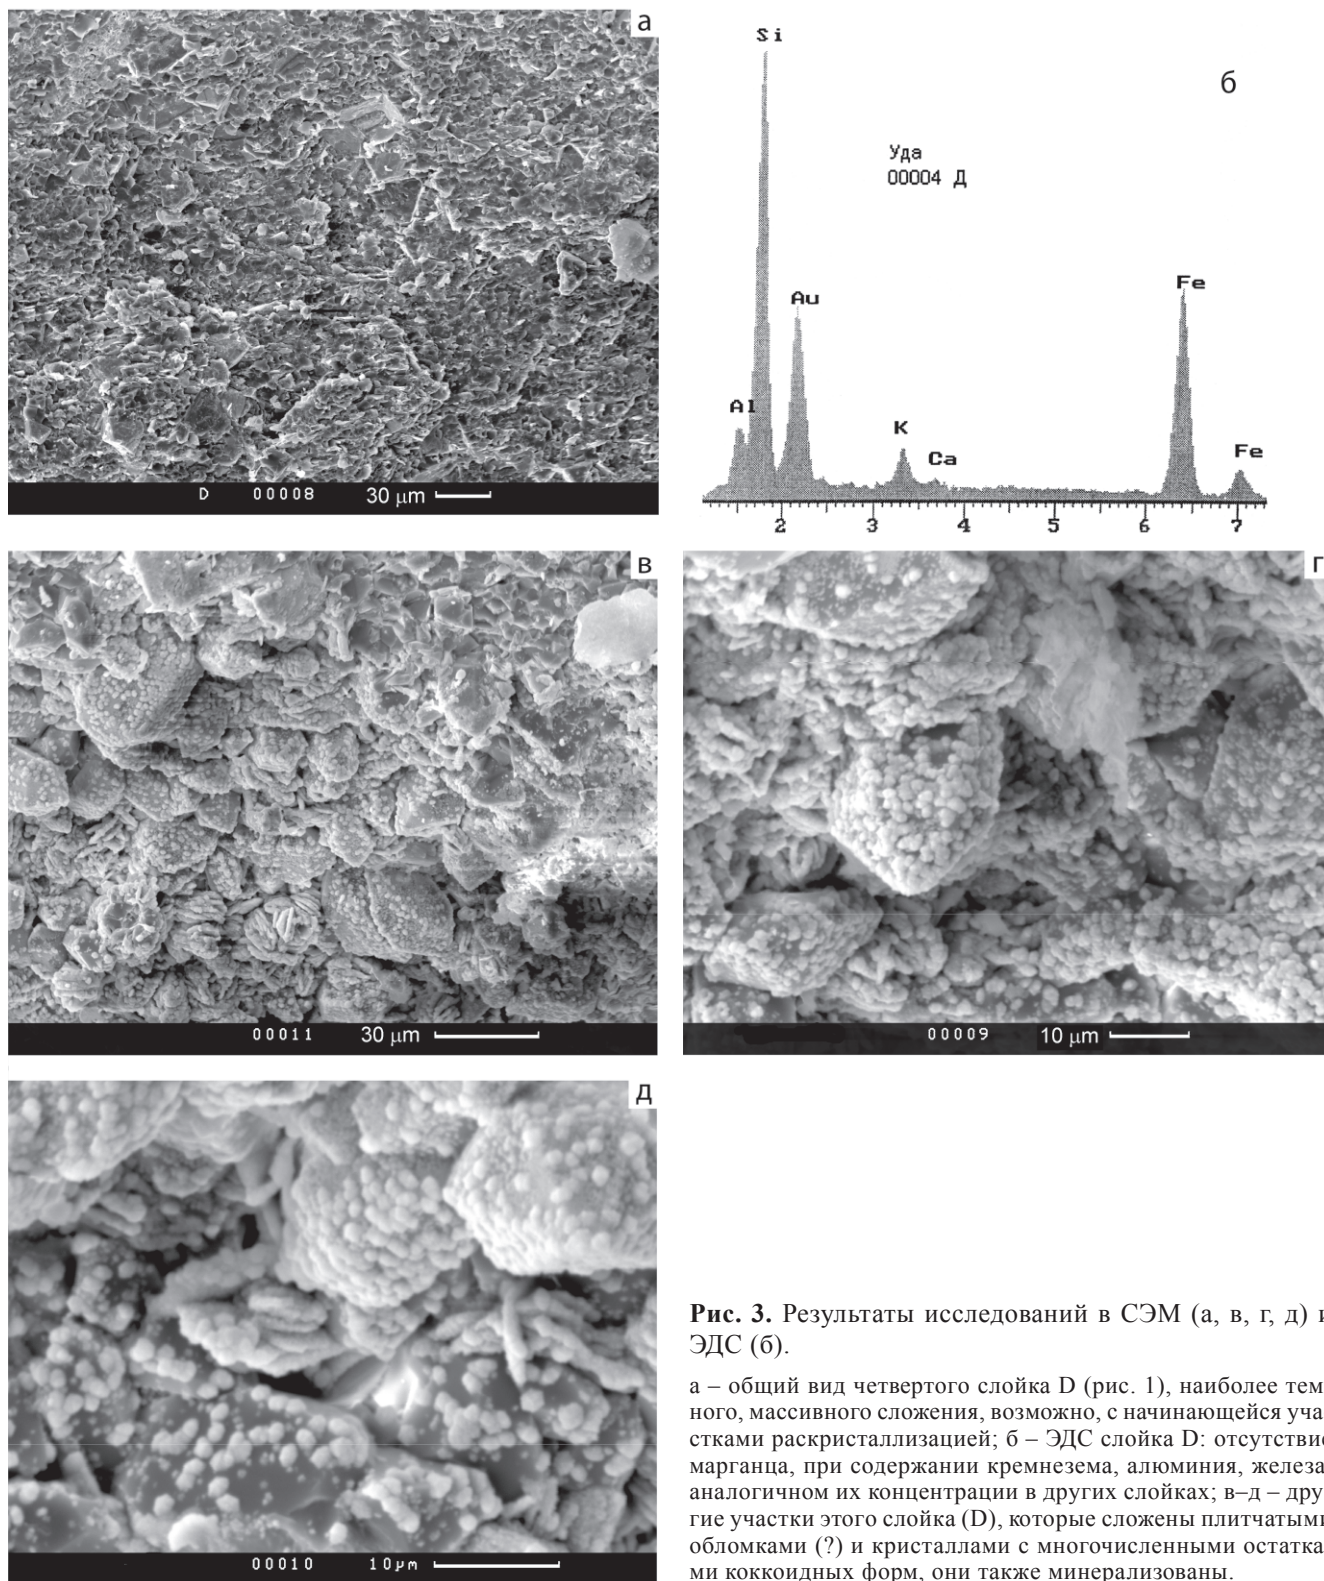 а
б
Si
Уда
00004 Д
Au
Fe
Al
K
Ca
Fe
2 3 4 5 6 7
D 00008 30 μm
в
00011 30 μm
г
00009 10 μm
д
00010 10μm
Рис. 3. Результаты исследований в СЭМ (а, в, г, д) и
ЭДС (б).
а – общий вид четвертого слойка D (рис. 1), наиболее тем-
ного, массивного сложения, возможно, с начинающейся уча-
стками раскристаллизацией; б – ЭДС слойка D: отсутствие
марганца, при содержании кремнезема, алюминия, железа,
аналогичном их концентрации в других слойках; в–д – дру-
гие участки этого слойка (D), которые сложены плитчатыми
обломками (?) и кристаллами с многочисленными остатка-
ми коккоидных форм, они также минерализованы.